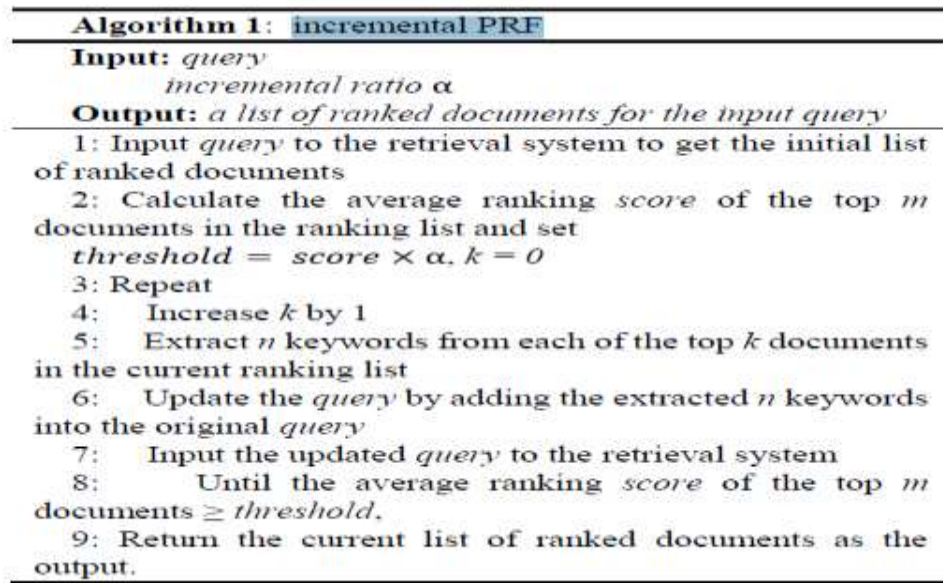 Algorithm 1: incremental PRF
Input: query
incremental ratio α
Output: a list of ranked documents for the input query
1: Input query to the retrieval system to get the initial list
of ranked documents
2: Calculate the average ranking score of the top m
documents in the ranking list and set
threshold = score × α, k = 0
3: Repeat
4: Increase k by 1
5: Extract n keywords from each of the top k documents
in the current ranking list
6: Update the query by adding the extracted n keywords
into the original query
7: Input the updated query to the retrieval system
8: Until the average ranking score of the top m
documents ≥ threshold,
9: Return the current list of ranked documents as the
output.